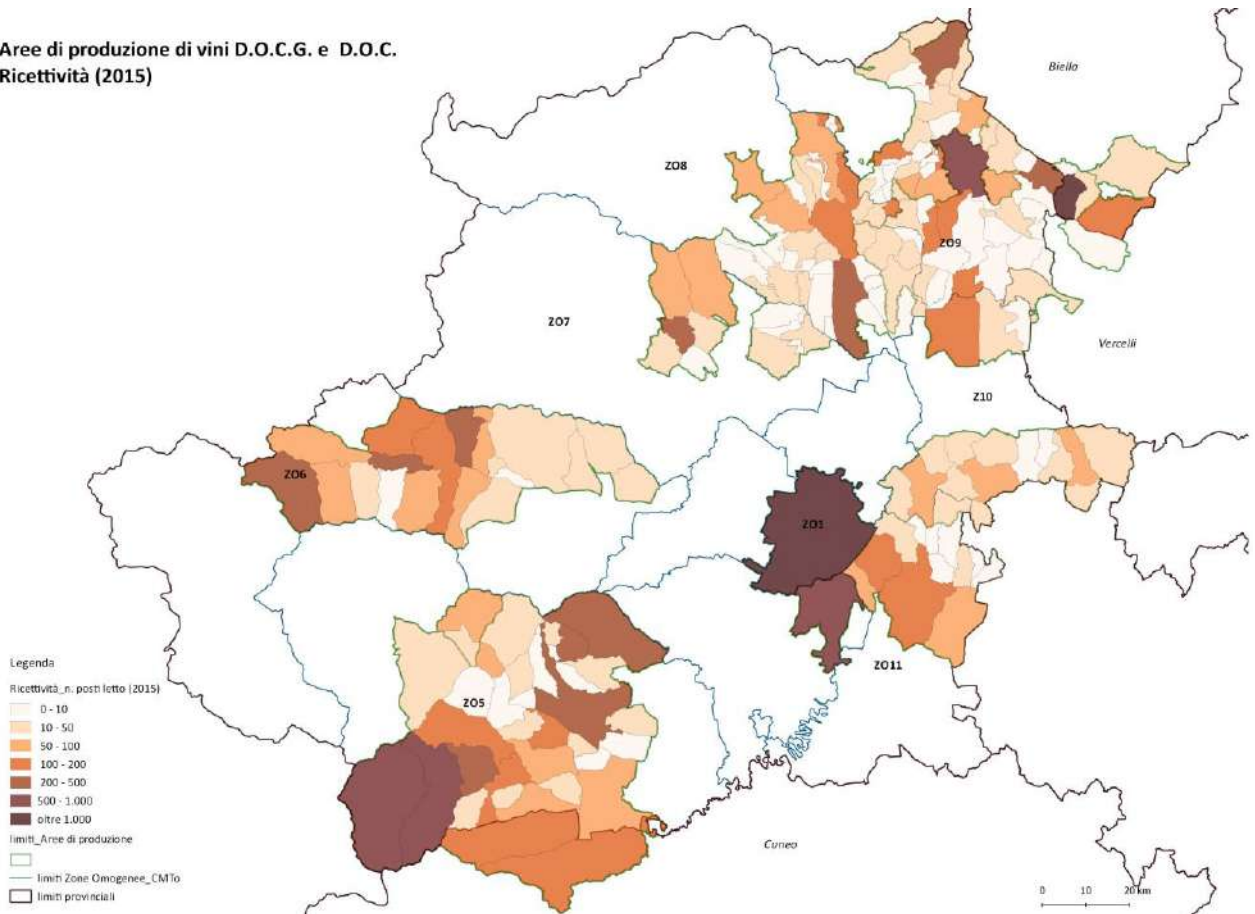 Aree di produzione di vini D.O.C.G. e D.O.C.
Ricettività (2015)
Biella
ZO8
ZO9
ZO7
Vercelli
Z10
ZO6
ZO1
ZO11
ZO5
Cuneo
Legenda
Ricettività_n. posti letto (2015)
0 - 10
10 - 50
50 - 100
100 - 200
200 - 500
500 - 1.000
oltre 1.000
limiti_Aree di produzione
limiti Zone Omogenee_CMTo
limiti provinciali
0 10 20 km